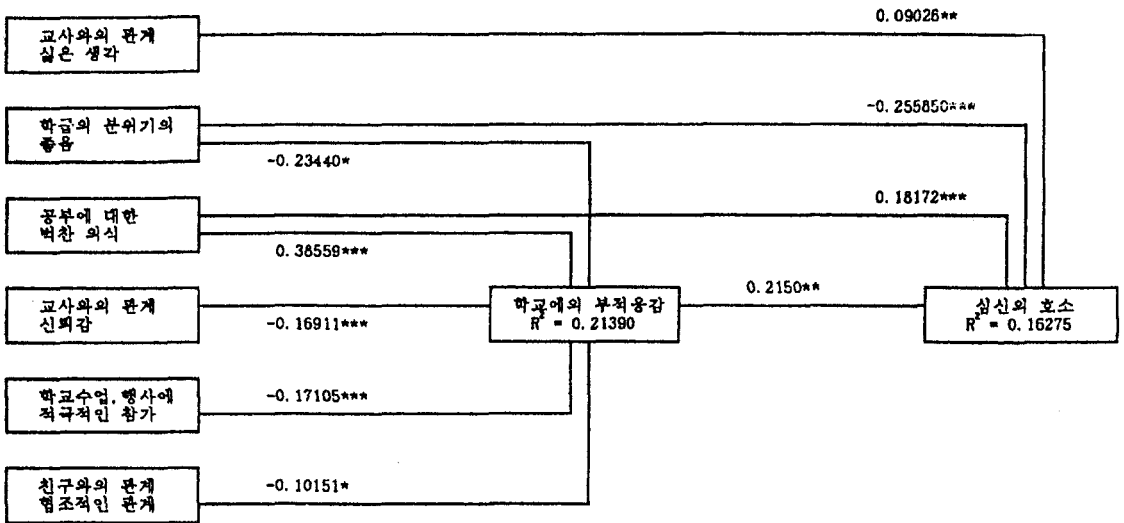 0.09026**
교사와의 관계
싫은 생각
-0.255850***
학급의 분위기의
좋음
-0.23440*
0.18172***
공부에 대한
벅찬 의식
0.38559***
교사와의 관계
신뢰감
-0.16911***
학교에의 부적응감
R² = 0.21390
0.2150**
심신의 호소
R² = 0.16275
학교수업.행사에
적극적인 참가
-0.17105***
친구와의 관계
협조적인 관계
-0.10151*